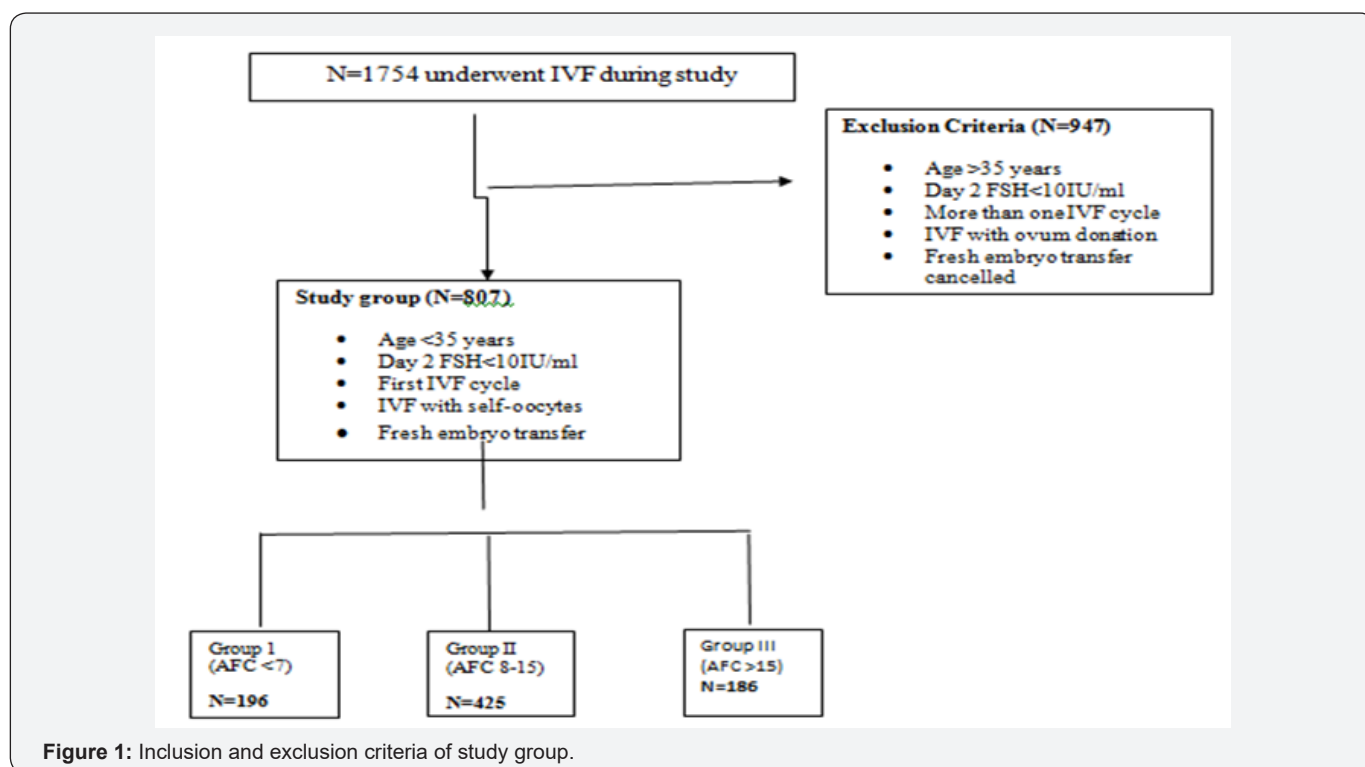 N=1754 underwent IVF during study
Exclusion Criteria (N=947)
• Age >35 years
• Day 2 FSH<10IU/ml
• More than one IVF cycle
• IVF with ovum donation
• Fresh embryo transfer
cancelled
Study group (N=807)
• Age <35 years
• Day 2 FSH<10IU/ml
• First IVF cycle
• IVF with self-oocytes
• Fresh embryo transfer
Group 1
(AFC <7)
N=196
Group II
(AFC 8-15)
N=425
Group III
(AFC >15)
N=186
Figure 1: Inclusion and exclusion criteria of study group.